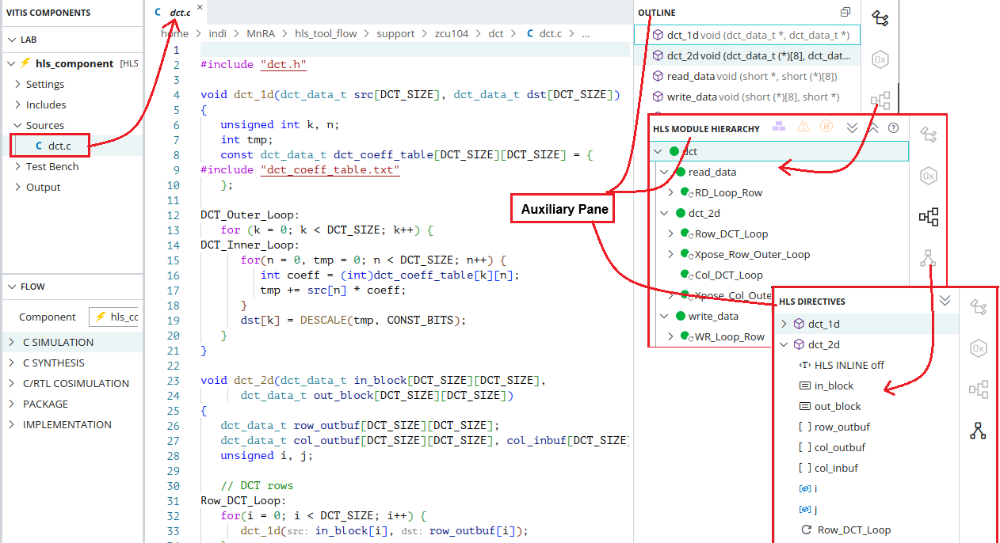 VITIS COMPONENTS
LAB
hls_component [HLS
Settings
Includes
Sources
C dct.c
Test Bench
Output
FLOW
Component hls_cc
C SIMULATION
C SYNTHESIS
C/RTL COSIMULATION
PACKAGE
IMPLEMENTATION
C dct.c ×
home > indi > MnRA > hls_tool_flow > support > zcu104 > dct > C dct.c > ...
1
2 #include "dct.h"
3
4 void dct_1d(dct_data_t src[DCT_SIZE], dct_data_t dst[DCT_SIZE])
5 {
6 unsigned int k, n;
7 int tmp;
8 const dct_data_t dct_coeff_table[DCT_SIZE][DCT_SIZE] = {
9 #include "dct_coeff_table.txt"
10 };
11
12 DCT_Outer_Loop:
13 for (k = 0; k < DCT_SIZE; k++) {
14 DCT_Inner_Loop:
15 for(n = 0, tmp = 0; n < DCT_SIZE; n++) {
16 int coeff = (int)dct_coeff_table[k][n];
17 tmp += src[n] * coeff;
18 }
19 dst[k] = DESCALE(tmp, CONST_BITS);
20 }
21 }
22
23 void dct_2d(dct_data_t in_block[DCT_SIZE][DCT_SIZE],
24 dct_data_t out_block[DCT_SIZE][DCT_SIZE])
25 {
26 dct_data_t row_outbuf[DCT_SIZE][DCT_SIZE];
27 dct_data_t col_outbuf[DCT_SIZE][DCT_SIZE], col_inbuf[DCT_SIZE]
28 unsigned i, j;
29
30 // DCT rows
31 Row_DCT_Loop:
32 for(i = 0; i < DCT_SIZE; i++) {
33 dct_1d(src: in_block[i], dst: row_outbuf[i]);
OUTLINE
dct_1d void (dct_data_t *, dct_data_t *)
dct_2d void (dct_data_t (*)[8], dct_dat...
read_data void (short *, short (*)[8])
write_data void (short (*)[8], short *)
0x
Auxiliary Pane
HLS MODULE HIERARCHY
dct
read_data
RD_Loop_Row
dct_2d
Row_DCT_Loop
Xpose_Row_Outer_Loop
Col_DCT_Loop
Xpose_Col_Oute
write_data
WR_Loop_Row
0x
HLS DIRECTIVES
dct_1d
dct_2d
HLS INLINE off
in_block
out_block
[ ] row_outbuf
[ ] col_outbuf
[ ] col_inbuf
i
j
Row_DCT_Loop
0x